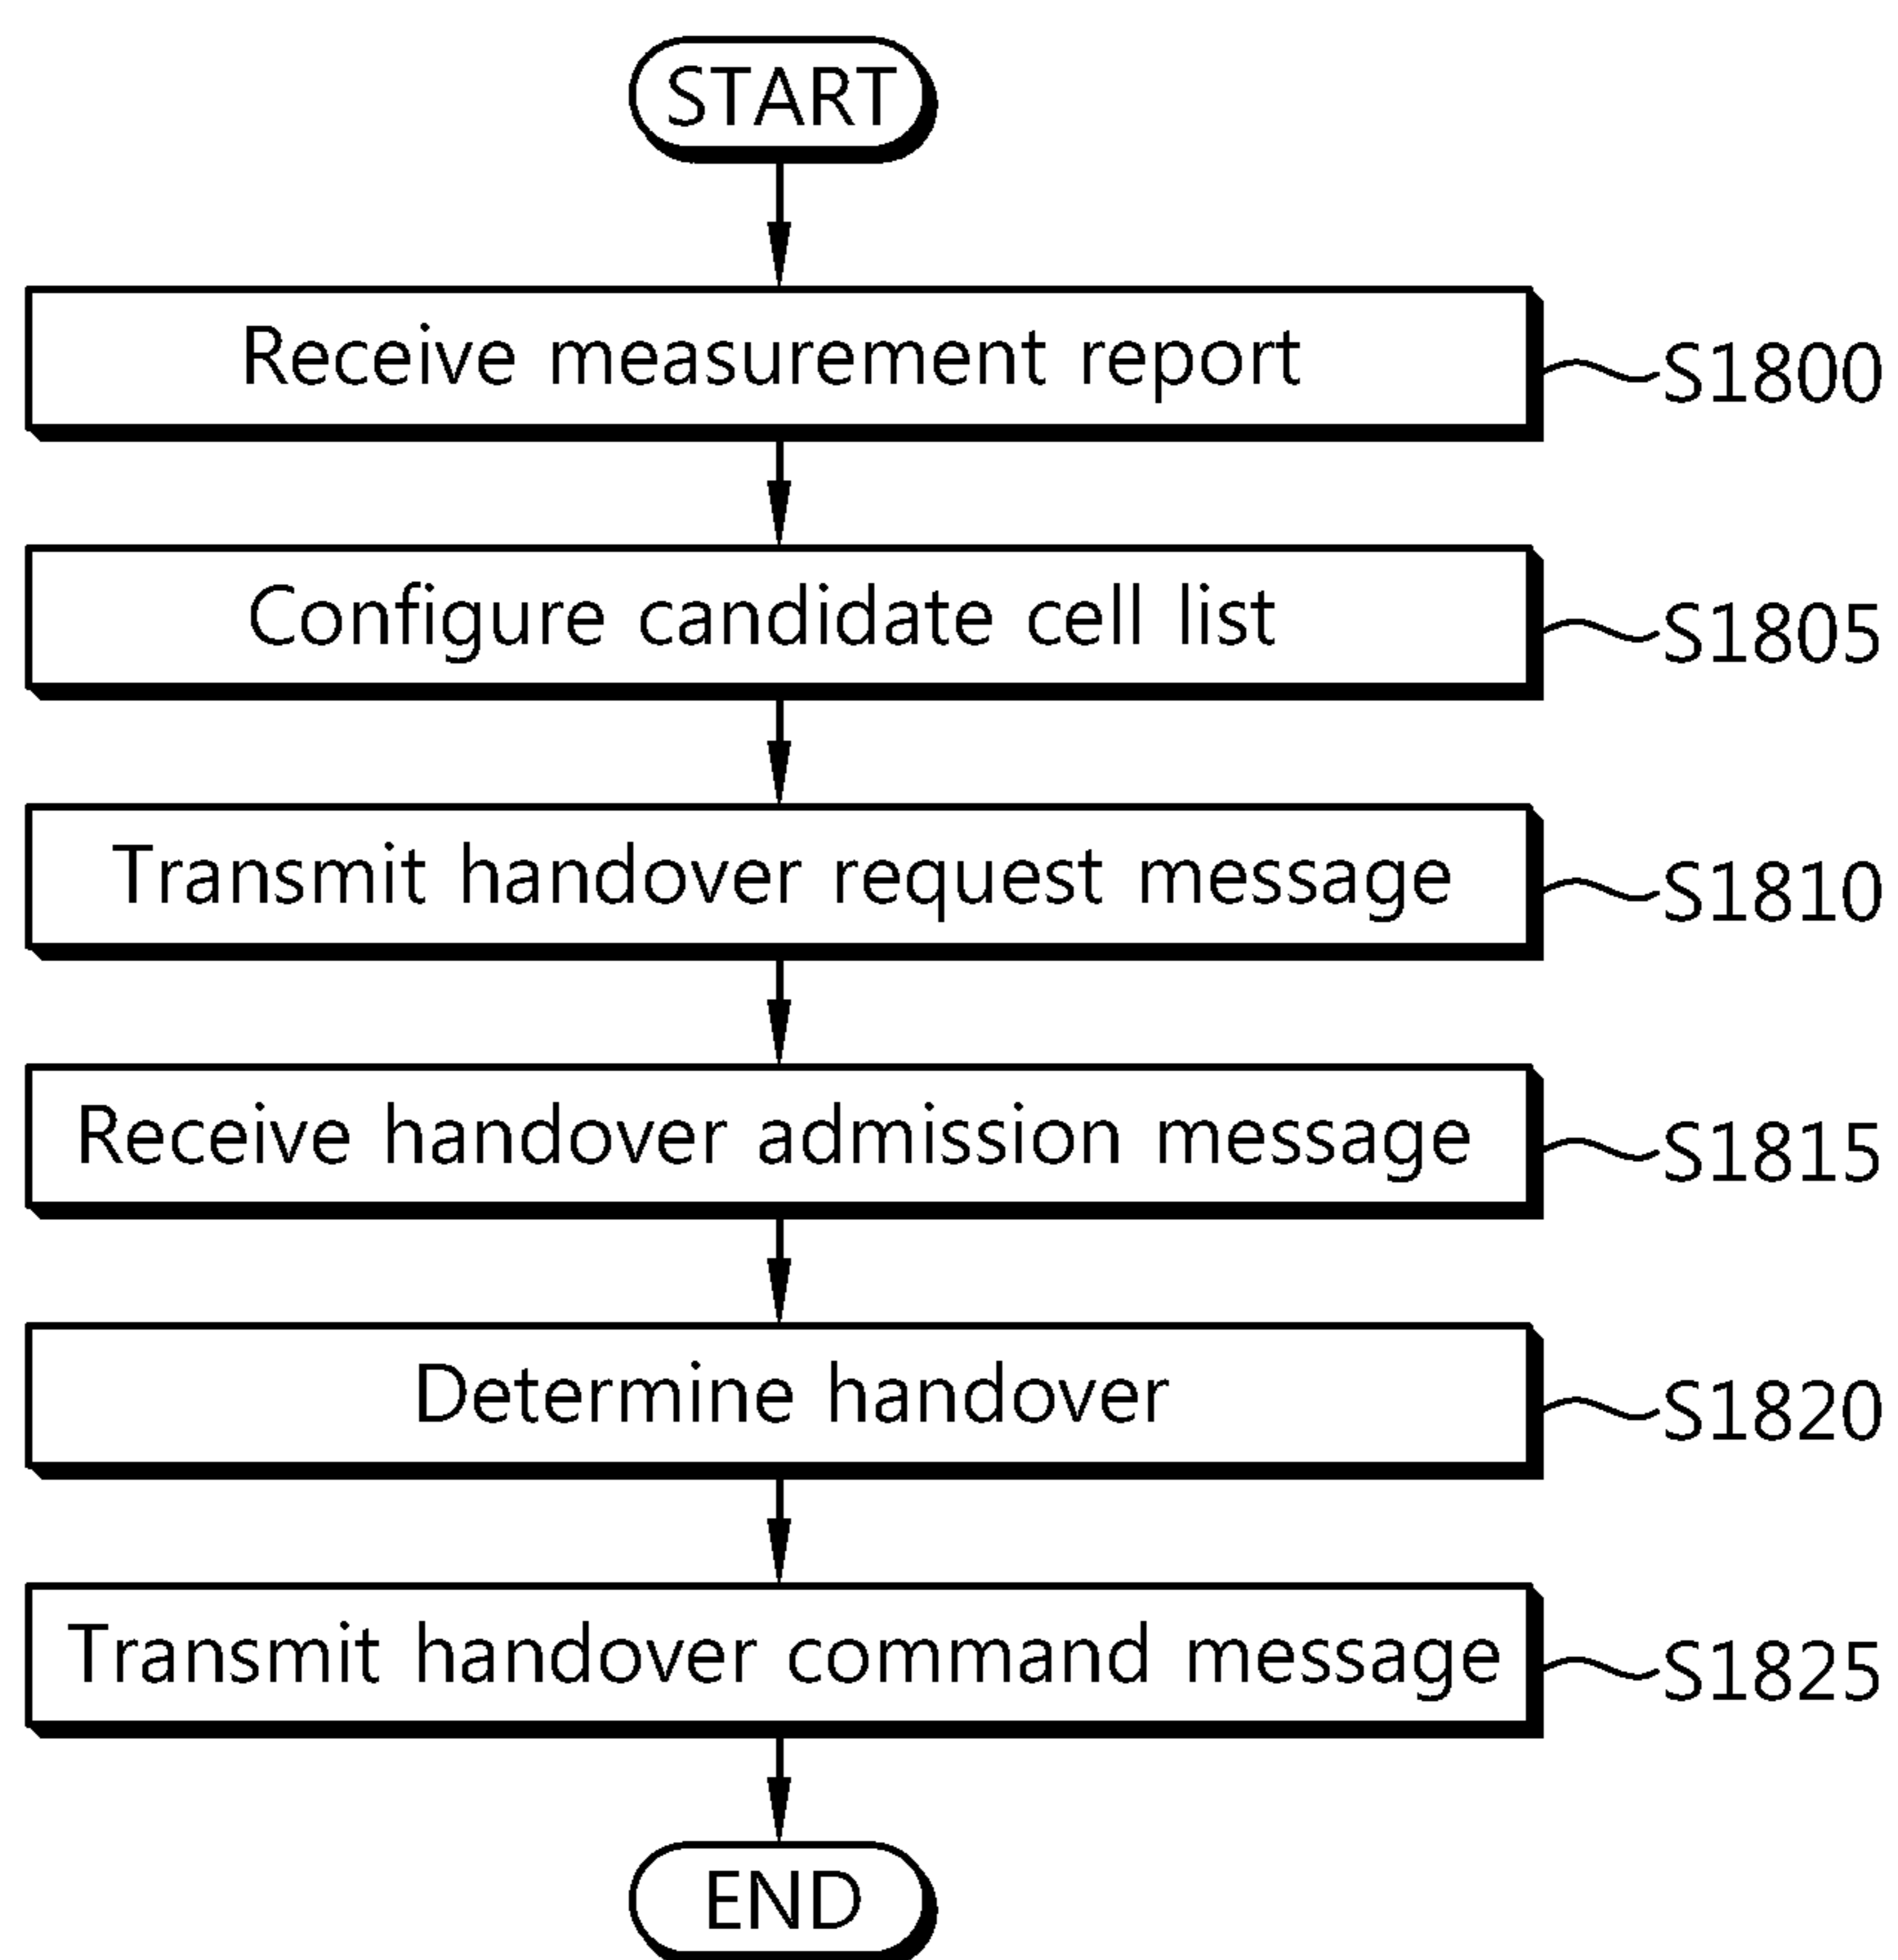 START
Receive measurement report
S1800
Configure candidate cell list
S1805
Transmit handover request message
S1810
Receive handover admission message
S1815
Determine handover
S1820
Transmit handover command message
S1825
END